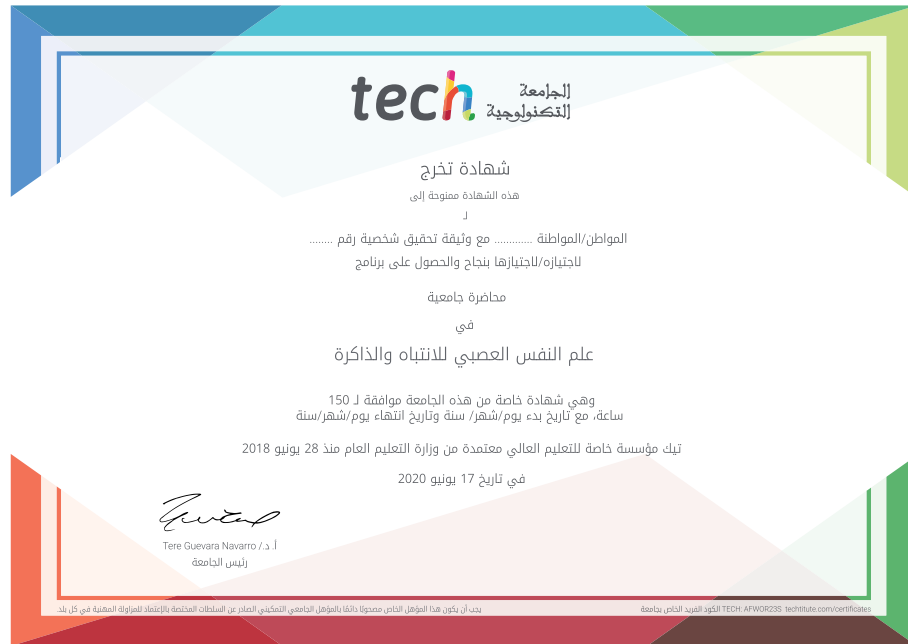 tech الجامعة
التكنولوجية
شهادة تخرج
هذه الشهادة ممنوحة إلى
لـ
المواطن/المواطنة ............. مع وثيقة تحقيق شخصية رقم ........
لاجتيازه/لاجتيازها بنجاح والحصول على برنامج
محاضرة جامعية
في
علم النفس العصبي للانتباه والذاكرة
وهي شهادة خاصة من هذه الجامعة موافقة لـ 150
ساعة، مع تاريخ بدء يوم/شهر/ سنة وتاريخ انتهاء يوم/شهر/سنة
تيك مؤسسة خاصة للتعليم العالي معتمدة من وزارة التعليم العام منذ 28 يونيو 2018
في تاريخ 17 يونيو 2020
أ. د./ Tere Guevara Navarro
رئيس الجامعة
يجب أن يكون هذا المؤهل الخاص مصحوبًا دائمًا بالمؤهل الجامعي التمكيني الصادر عن السلطات المختصة بالإعتماد للمزاولة المهنية في كل بلد.
الكود الفريد الخاص بجامعة TECH: AFWOR23S techtitute.com/certificates